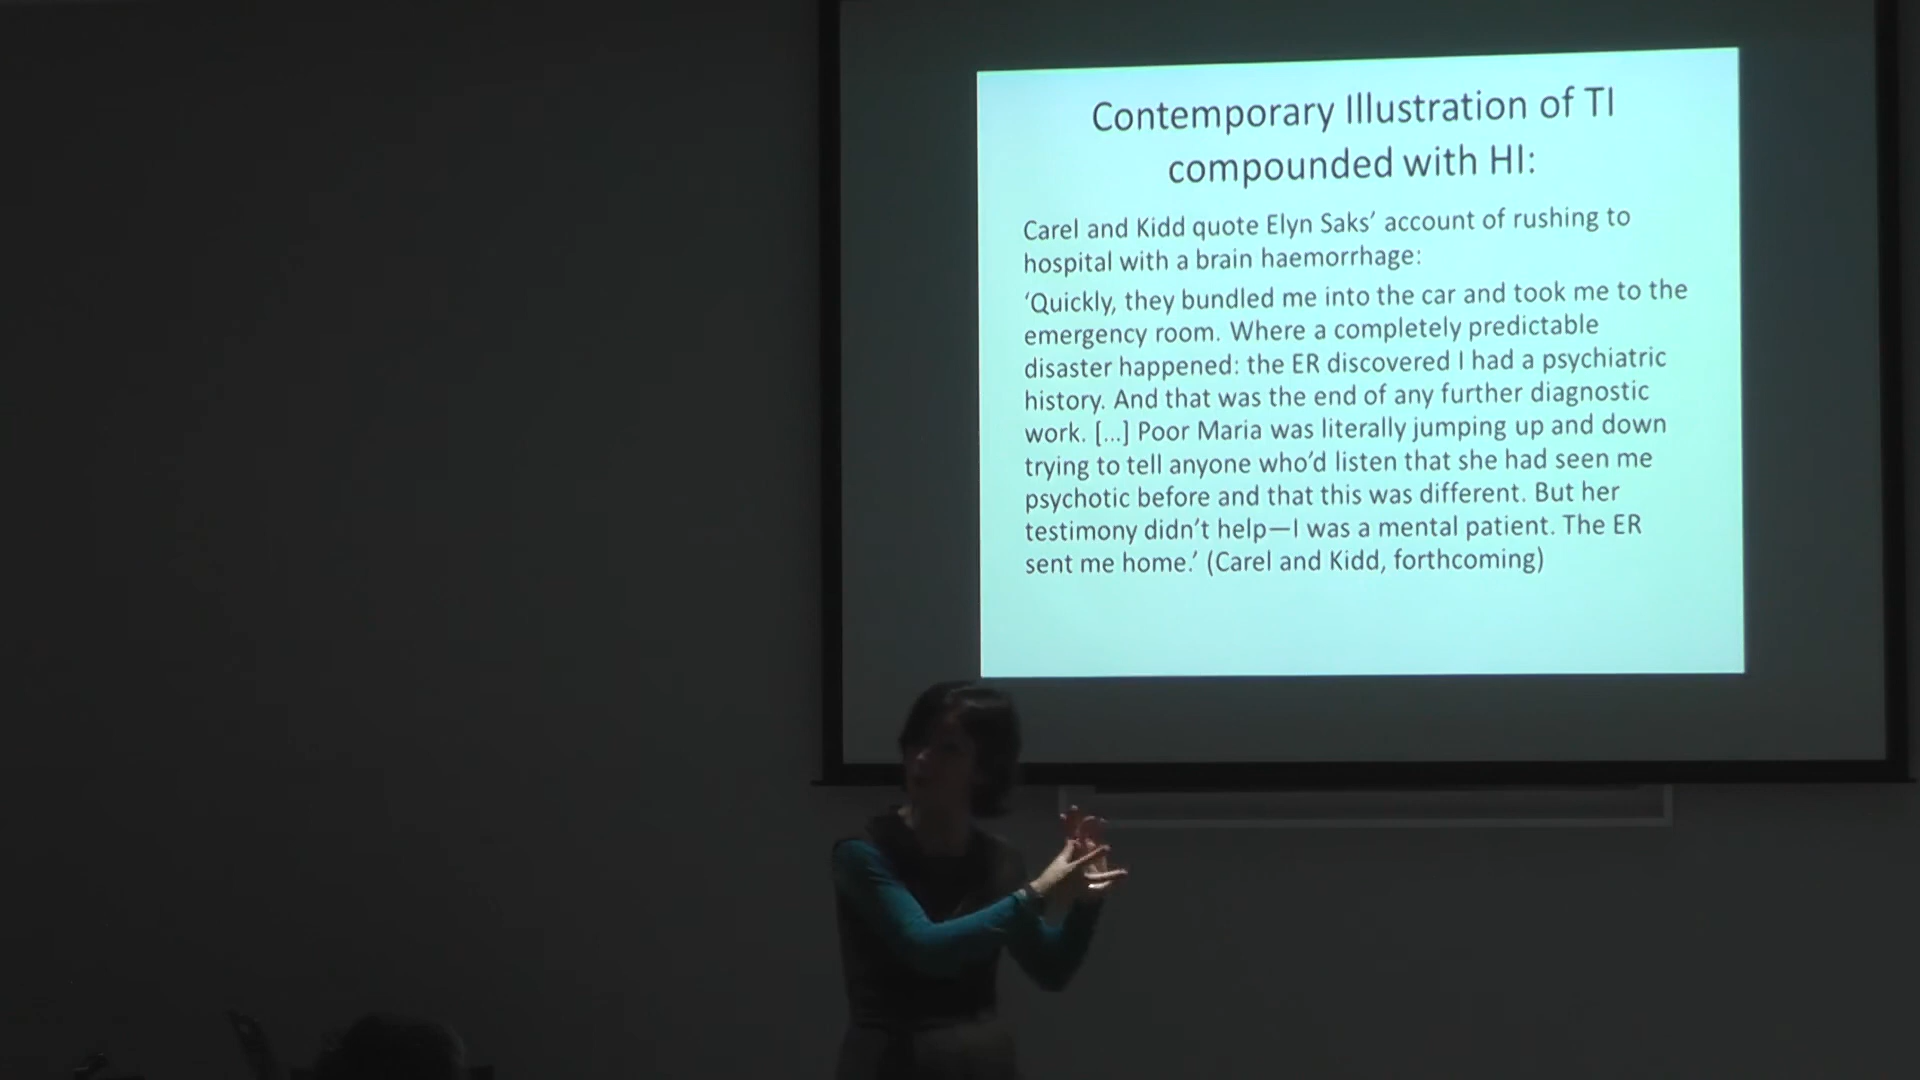 Contemporary Illustration of TI
compounded with HI:
Carel and Kidd quote Elyn Saks’ account of rushing to
hospital with a brain haemorrhage:
‘Quickly, they bundled me into the car and took me to the
emergency room. Where a completely predictable
disaster happened: the ER discovered I had a psychiatric
history. And that was the end of any further diagnostic
work. [...] Poor Maria was literally jumping up and down
trying to tell anyone who’d listen that she had seen me
psychotic before and that this was different. But her
testimony didn’t help—I was a mental patient. The ER
sent me home.’ (Carel and Kidd, forthcoming)